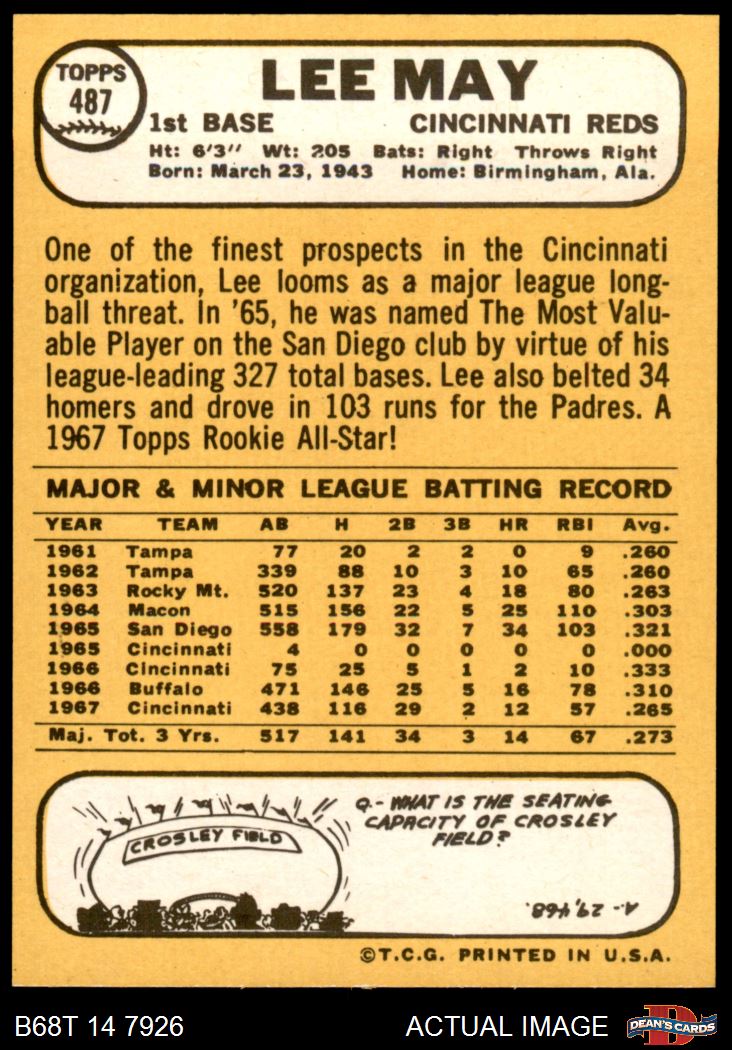 TOPPS
487
LEE MAY
1st BASE CINCINNATI REDS
Ht: 6'3" Wt: 205 Bats: Right Throws Right
Born: March 23, 1943 Home: Birmingham, Ala.
One of the finest prospects in the Cincinnati
organization, Lee looms as a major league long-
ball threat. In '65, he was named The Most Valu-
able Player on the San Diego club by virtue of his
league-leading 327 total bases. Lee also belted 34
homers and drove in 103 runs for the Padres. A
1967 Topps Rookie All-Star!
MAJOR & MINOR LEAGUE BATTING RECORD
YEAR TEAM AB H 2B 3B HR RBI Avg.
1961 Tampa 77 20 2 2 0 9 .260
1962 Tampa 339 88 10 3 10 65 .260
1963 Rocky Mt. 520 137 23 4 18 80 .263
1964 Macon 515 156 22 5 25 110 .303
1965 San Diego 558 179 32 7 34 103 .321
1965 Cincinnati 4 0 0 0 0 0 .000
1966 Cincinnati 75 25 5 1 2 10 .333
1966 Buffalo 471 146 25 5 16 78 .310
1967 Cincinnati 438 116 29 2 12 57 .265
Maj. Tot. 3 Yrs. 517 141 34 3 14 67 .273
CROSLEY FIELD
Q.- WHAT IS THE SEATING
CAPACITY OF CROSLEY
FIELD?
A.- 29,468.
©T.C.G. PRINTED IN U.S.A.
B68T 14 7926 ACTUAL IMAGE
D
DEAN'S CARDS